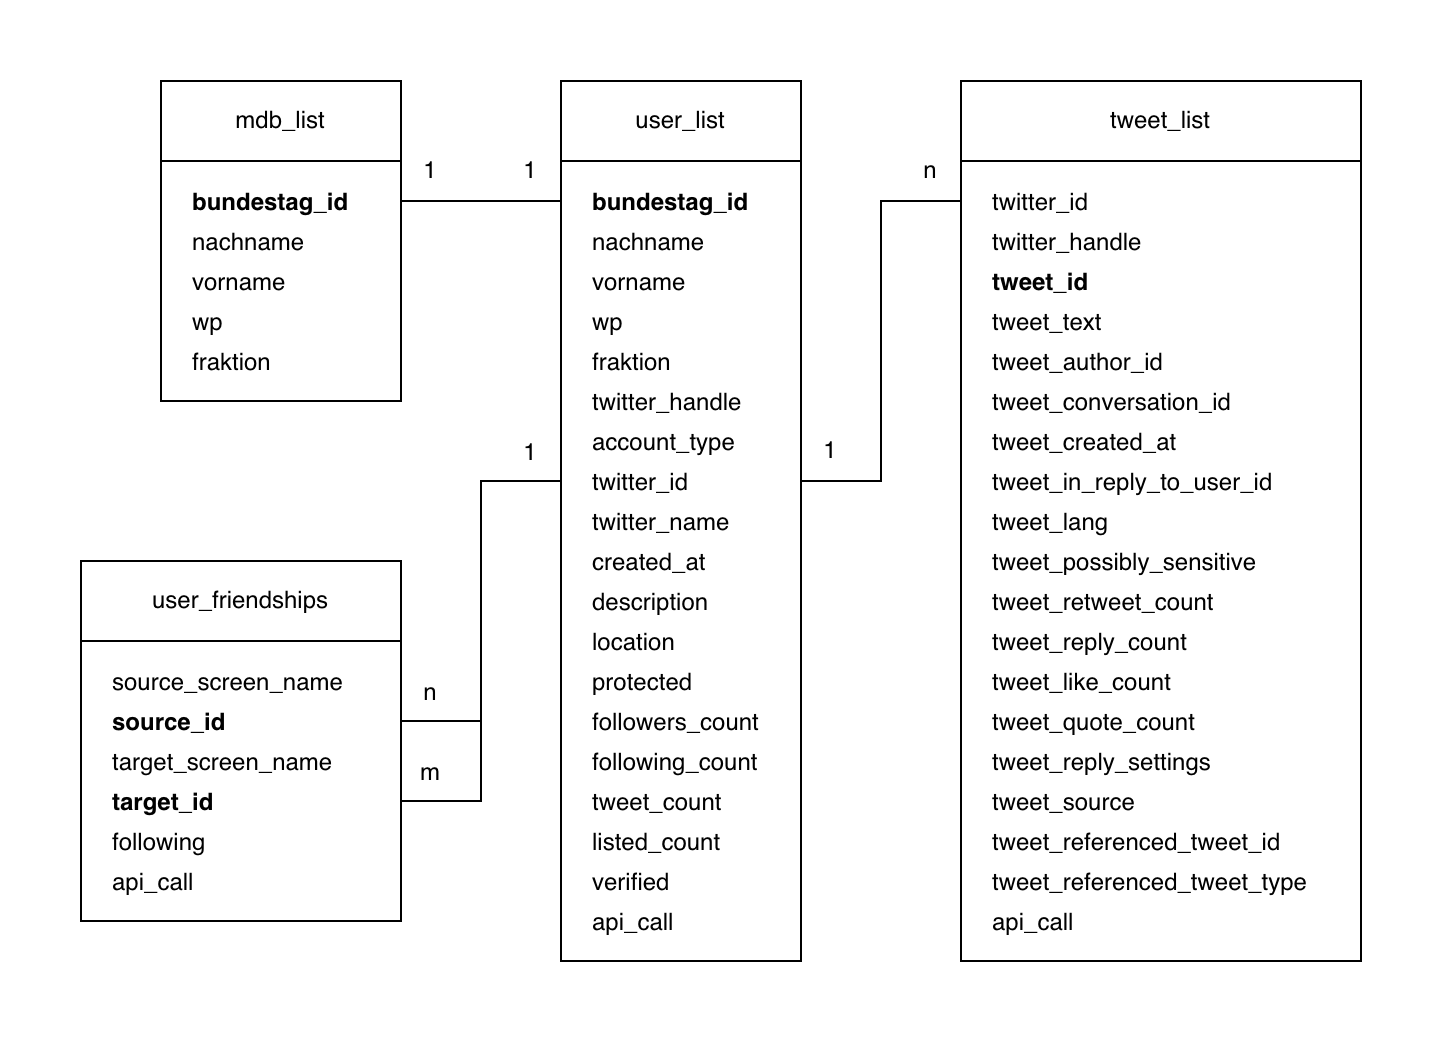 mdb_list
bundestag_id
nachname
vorname
wp
fraktion
1
1
user_list
bundestag_id
nachname
vorname
wp
fraktion
twitter_handle
account_type
twitter_id
twitter_name
created_at
description
location
protected
followers_count
following_count
tweet_count
listed_count
verified
api_call
1
1
n
tweet_list
twitter_id
twitter_handle
tweet_id
tweet_text
tweet_author_id
tweet_conversation_id
tweet_created_at
tweet_in_reply_to_user_id
tweet_lang
tweet_possibly_sensitive
tweet_retweet_count
tweet_reply_count
tweet_like_count
tweet_quote_count
tweet_reply_settings
tweet_source
tweet_referenced_tweet_id
tweet_referenced_tweet_type
api_call
user_friendships
source_screen_name
source_id
target_screen_name
target_id
following
api_call
n
m